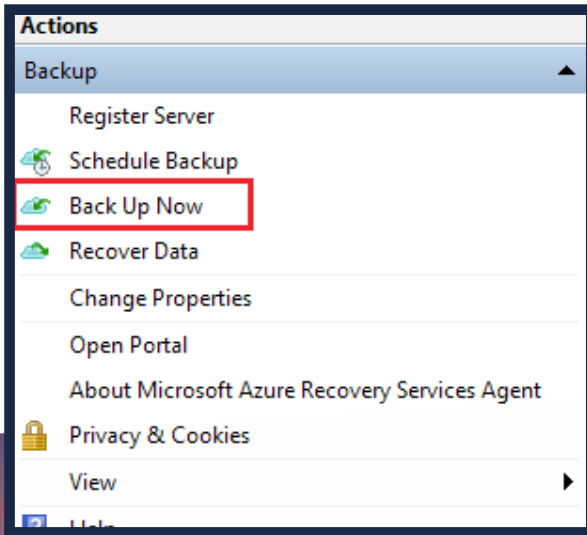 Actions
Backup
Register Server
Schedule Backup
Back Up Now
Recover Data
Change Properties
Open Portal
About Microsoft Azure Recovery Services Agent
Privacy & Cookies
View